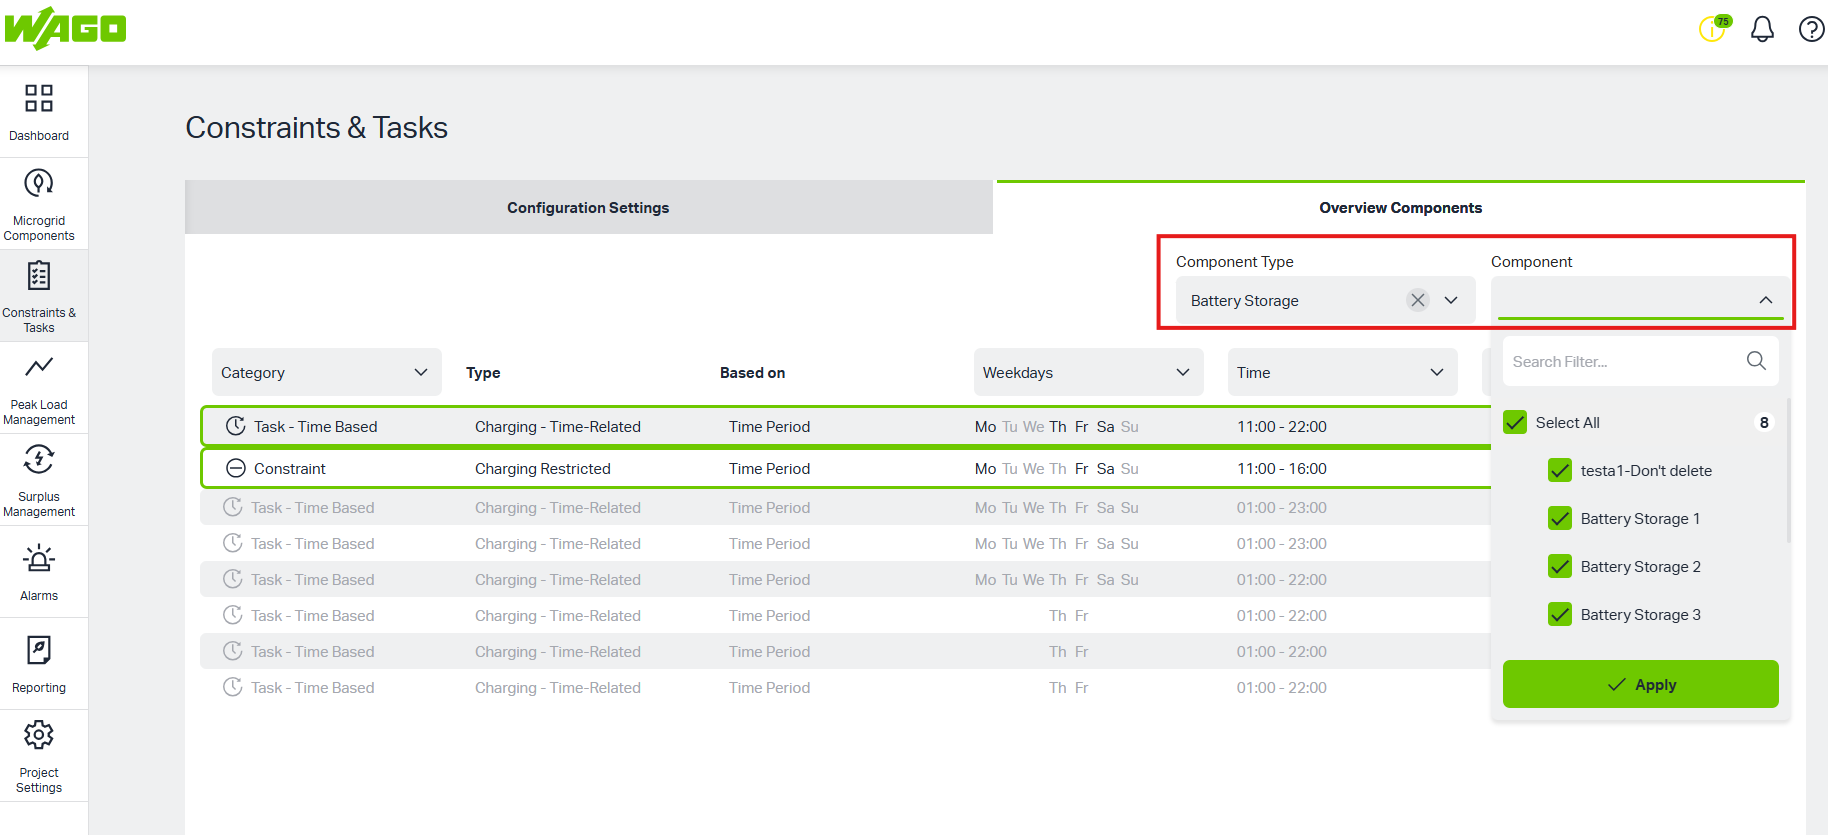 WAGO
75
Dashboard
Microgrid
Components
Constraints &
Tasks
Peak Load
Management
Surplus
Management
Alarms
Reporting
Project
Settings
Constraints & Tasks
Configuration Settings
Overview Components
Component Type
Component
Battery Storage
Category
Type
Based on
Weekdays
Time
Task - Time Based Charging - Time-Related Time Period Mo Tu We Th Fr Sa Su 11:00 - 22:00
Constraint Charging Restricted Time Period Mo Tu We Th Fr Sa Su 11:00 - 16:00
Task - Time Based Charging - Time-Related Time Period Mo Tu We Th Fr Sa Su 01:00 - 23:00
Task - Time Based Charging - Time-Related Time Period Mo Tu We Th Fr Sa Su 01:00 - 23:00
Task - Time Based Charging - Time-Related Time Period Mo Tu We Th Fr Sa Su 01:00 - 22:00
Task - Time Based Charging - Time-Related Time Period Th Fr 01:00 - 22:00
Task - Time Based Charging - Time-Related Time Period Th Fr 01:00 - 22:00
Task - Time Based Charging - Time-Related Time Period Th Fr 01:00 - 22:00
Search Filter...
Select All 8
testa1-Don't delete
Battery Storage 1
Battery Storage 2
Battery Storage 3
Apply